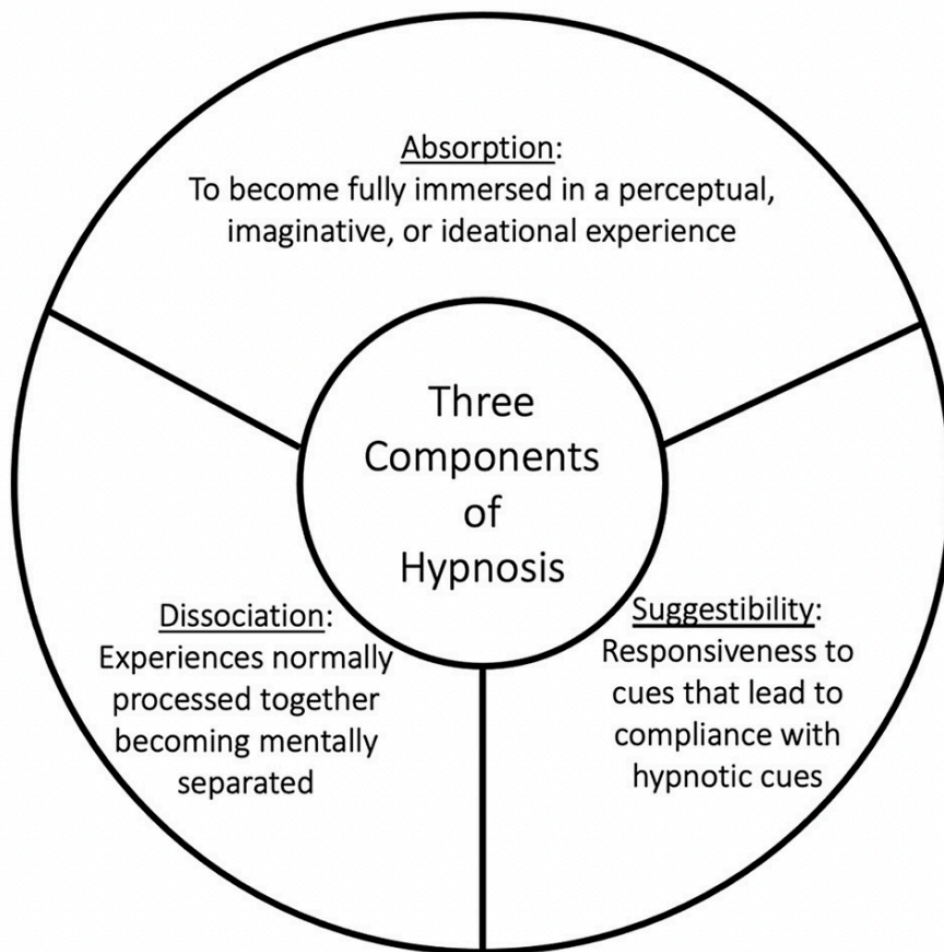 Absorption:
To become fully immersed in a perceptual,
imaginative, or ideational experience
Three
Components
of
Hypnosis
Dissociation:
Experiences normally
processed together
becoming mentally
separated
Suggestibility:
Responsiveness to
cues that lead to
compliance with
hypnotic cues